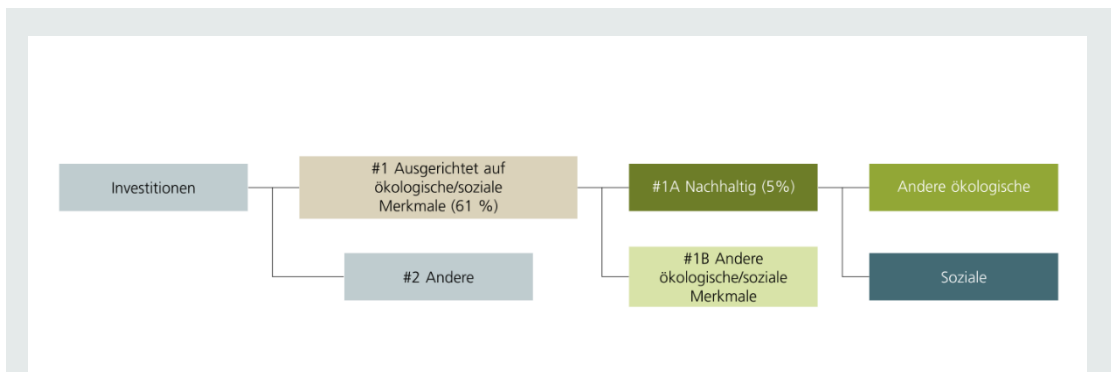 Investitionen
#1 Ausgerichtet auf
ökologische/soziale
Merkmale (61 %)
#2 Andere
#1A Nachhaltig (5%)
#1B Andere
ökologische/soziale
Merkmale
Andere ökologische
Soziale